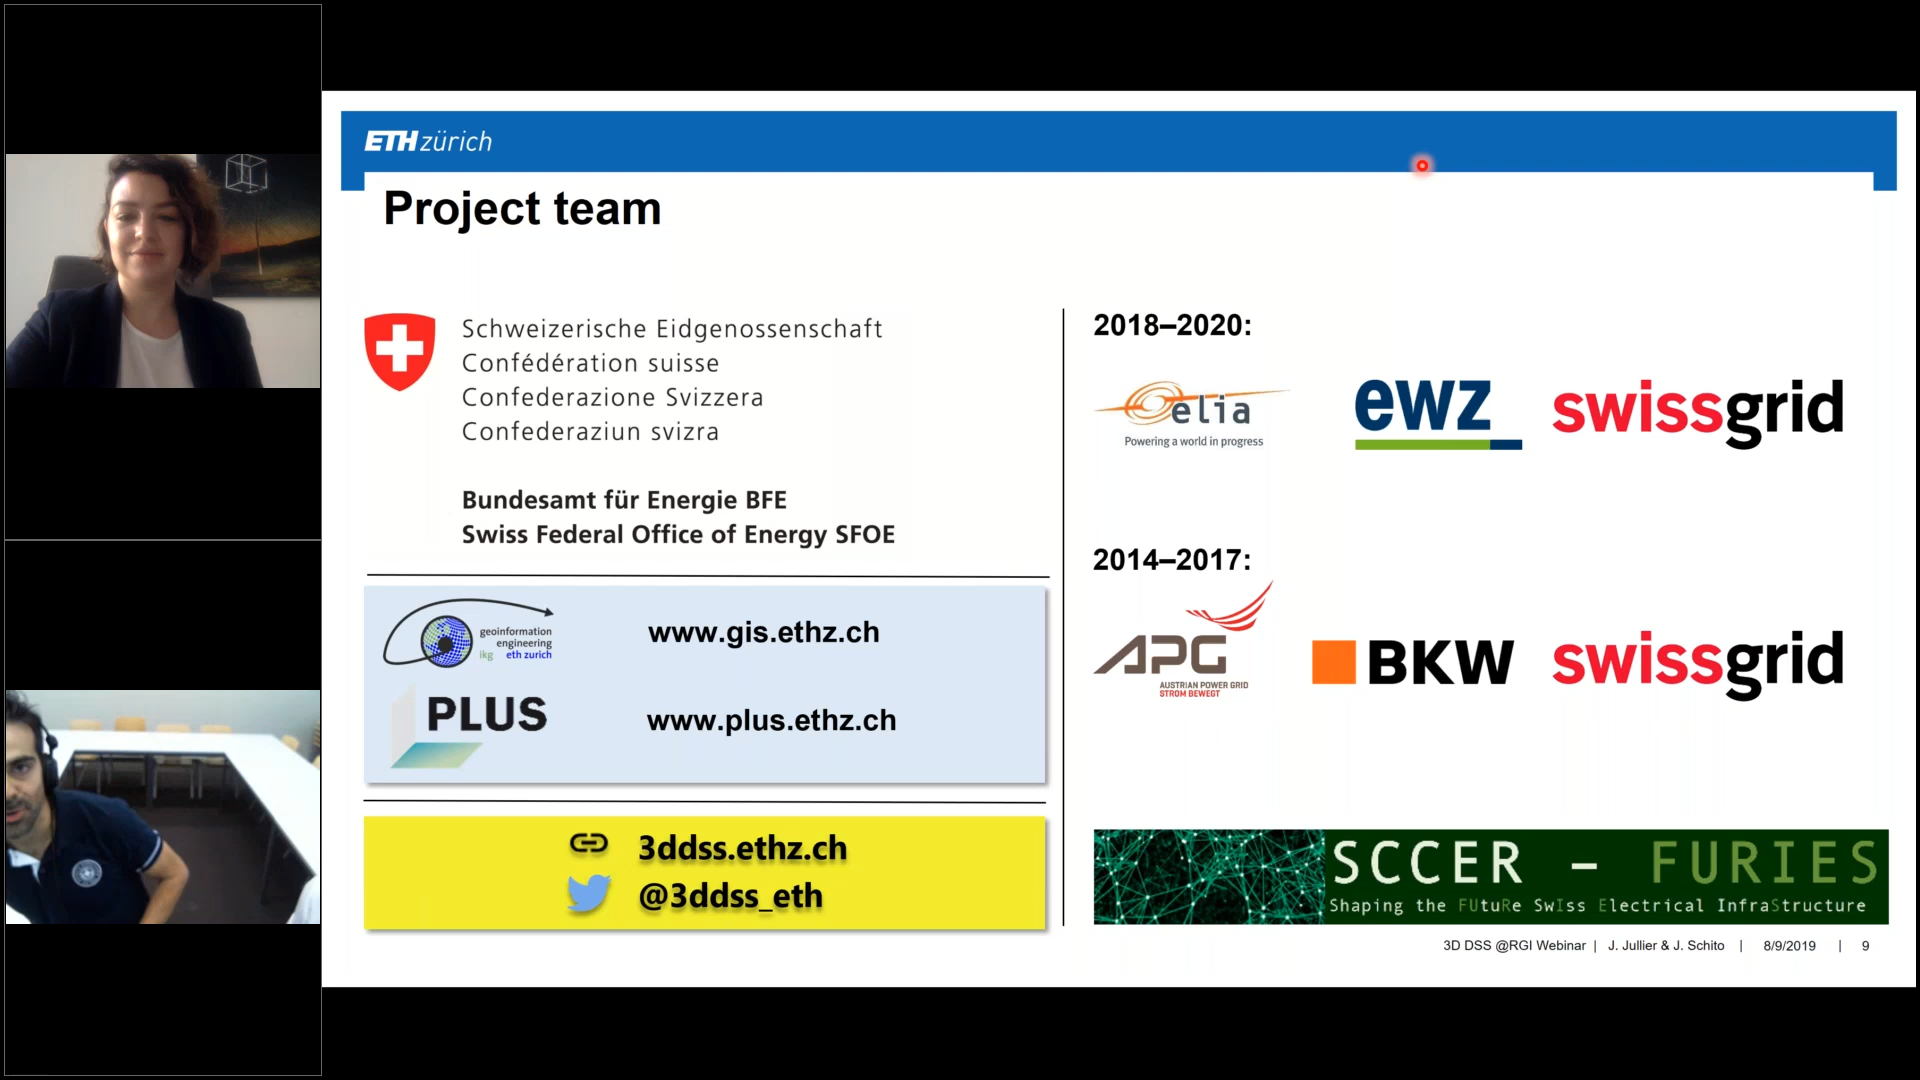 ETH zürich
Project team
Schweizerische Eidgenossenschaft
Confédération suisse
Confederazione Svizzera
Confederaziun svizra
Bundesamt für Energie BFE
Swiss Federal Office of Energy SFOE
geoinformation
engineering
ikg eth zurich
www.gis.ethz.ch
PLUS
www.plus.ethz.ch
3ddss.ethz.ch
@3ddss_eth
2018–2020:
elia
Powering a world in progress
ewz
swissgrid
2014–2017:
APG
AUSTRIAN POWER GRID
STROM BEWEGT
BKW
swissgrid
SCCER – FURIES
Shaping the FUtuRe SwIss Electrical InfraStructure
3D DSS @RGI Webinar | J. Jullier & J. Schito | 8/9/2019 | 9